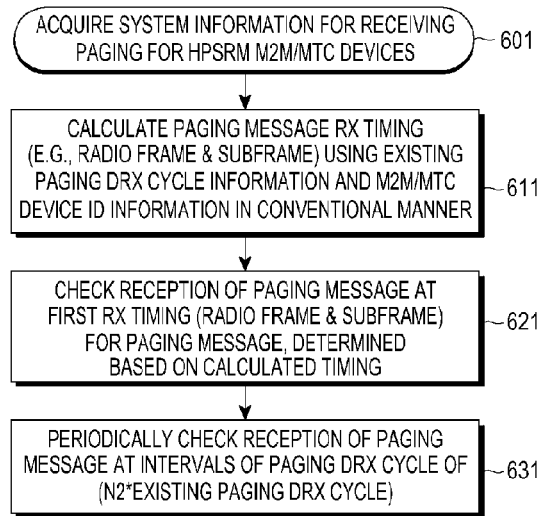 ACQUIRE SYSTEM INFORMATION FOR RECEIVING
PAGING FOR HPSRM M2M/MTC DEVICES
601
CALCULATE PAGING MESSAGE RX TIMING
(E.G., RADIO FRAME & SUBFRAME) USING EXISTING
PAGING DRX CYCLE INFORMATION AND M2M/MTC
DEVICE ID INFORMATION IN CONVENTIONAL MANNER
611
CHECK RECEPTION OF PAGING MESSAGE AT
FIRST RX TIMING (RADIO FRAME & SUBFRAME)
FOR PAGING MESSAGE, DETERMINED
BASED ON CALCULATED TIMING
621
PERIODICALLY CHECK RECEPTION OF PAGING
MESSAGE AT INTERVALS OF PAGING DRX CYCLE OF
(N2*EXISTING PAGING DRX CYCLE)
631